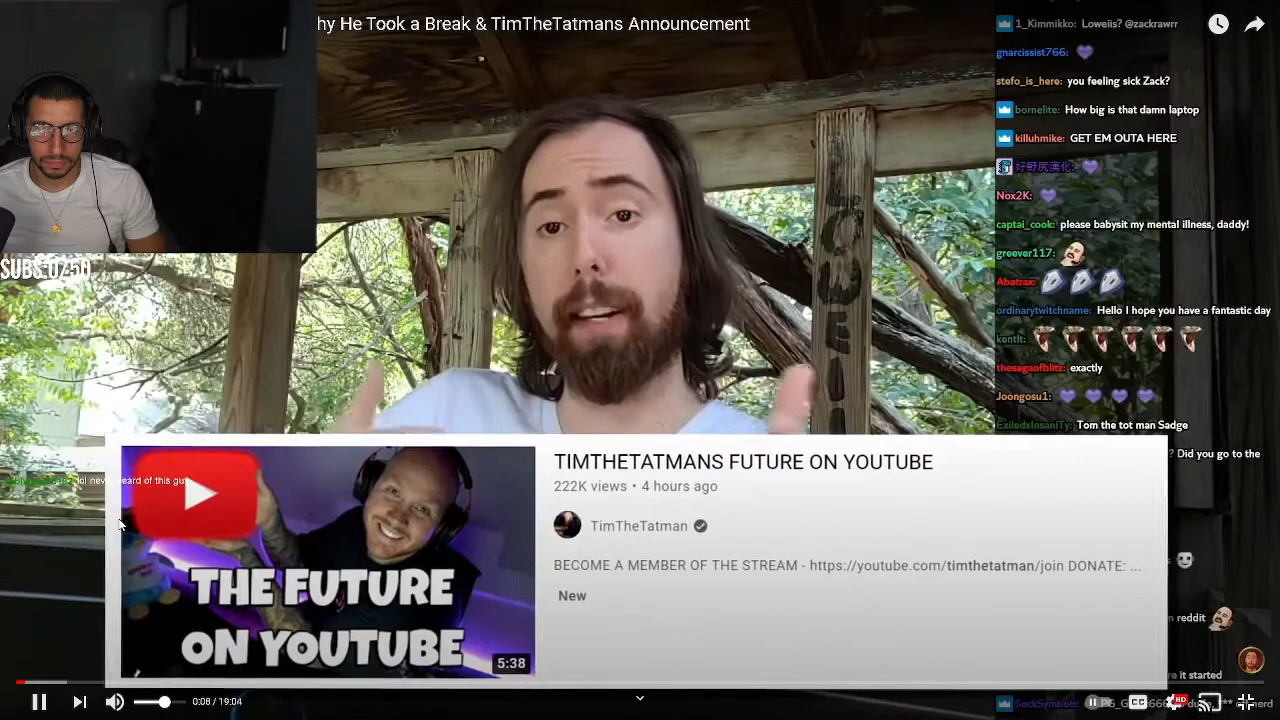 hy He Took a Break & TimTheTatmans Announcement
1_Kimmikko: Loweiis? @zackrawrr
gnarcissist766:
stefo_is_here: you feeling sick Zack?
bornelite: How big is that damn laptop
killuhmike: GET EM OUTA HERE
Nox2K:
captai_cook: please babysit my mental illness, daddy!
greever117:
Abatrax:
ordinarytwitchname: Hello I hope you have a fantastic day
kentlt:
thesagaofblitz: exactly
Joongosu1:
ExiledxInsaniTy: Tom the tot man Sadge
? Did you go to the
TIMTHETATMANS FUTURE ON YOUTUBE
222K views • 4 hours ago
TimTheTatman
BECOME A MEMBER OF THE STREAM - https://youtube.com/timthetatman/join DONATE: ...
New
THE FUTURE
ON YOUTUBE
5:38
n reddit
it started
0:08 / 19:04
CC
HD
SeckSymbols:
nerd